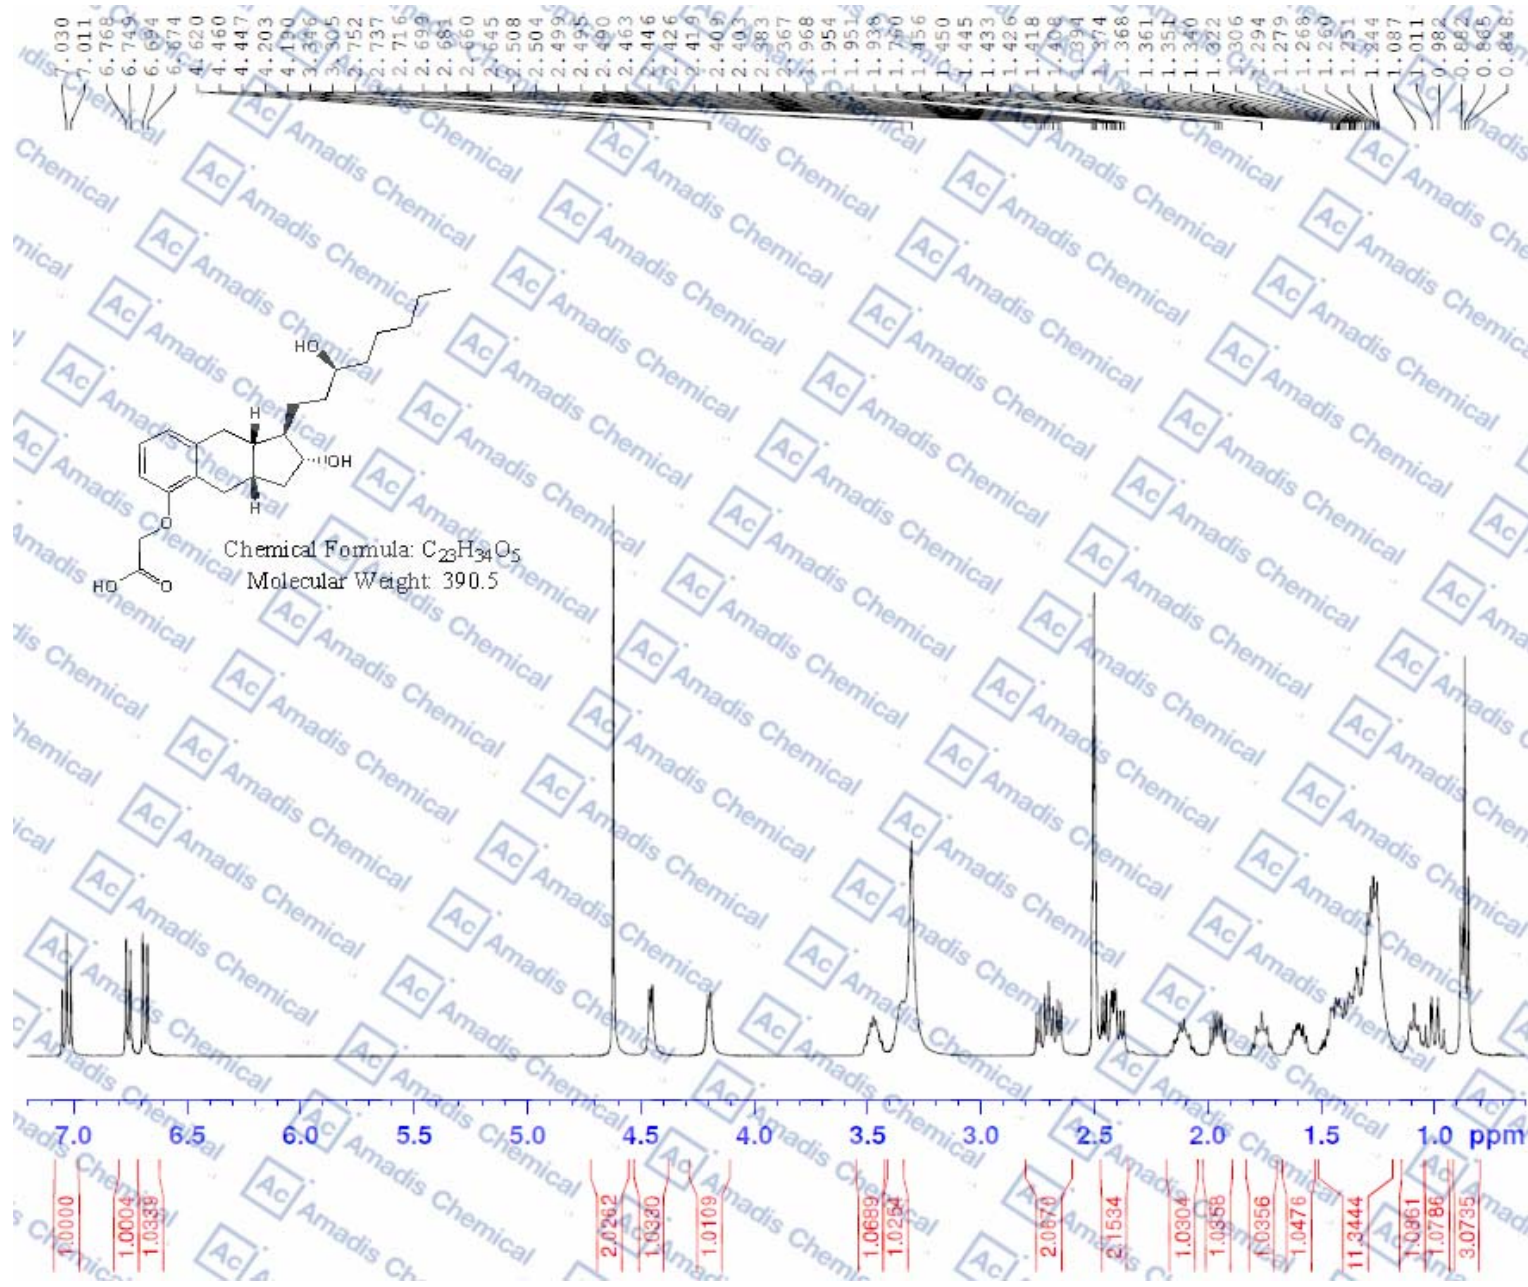 7.030 7.011 6.768 6.749 6.694 6.674 4.620 4.460 4.447 4.203 4.190 3.346 3.305 2.752 2.737 2.716 2.699 2.681 2.660 2.645 2.508 2.504 2.499 2.495 2.490 2.463 2.446 2.426 2.419 2.409 2.403 2.383 2.367 1.968 1.954 1.951 1.938 1.760 1.456 1.450 1.445 1.433 1.426 1.418 1.408 1.394 1.374 1.368 1.361 1.351 1.340 1.322 1.306 1.294 1.279 1.268 1.260 1.251 1.244 1.087 1.011 0.982 0.882 0.865 0.848
Ac Amadis Chemical
HO
H
OH
H
O
HO
O
Chemical Formula: C23H34O5
Molecular Weight: 390.5
7.0 6.5 6.0 5.5 5.0 4.5 4.0 3.5 3.0 2.5 2.0 1.5 1.0 ppm
1.0000 1.0004 1.0339 2.0262 1.0330 1.0109 1.0689 1.0254 2.0670 2.1534 1.0304 1.0358 1.0356 1.0476 11.3444 1.0361 1.0786 3.0735